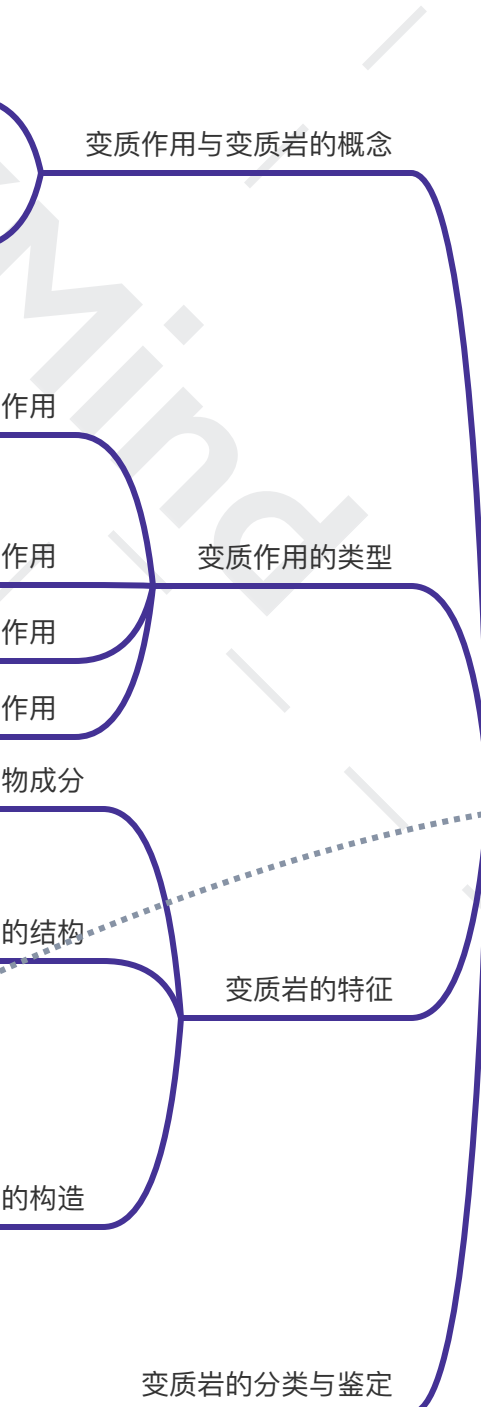 变质作用与变质岩的概念
作用
作用
变质作用的类型
作用
作用
物成分
的结构
变质岩的特征
的构造
变质岩的分类与鉴定
Mind